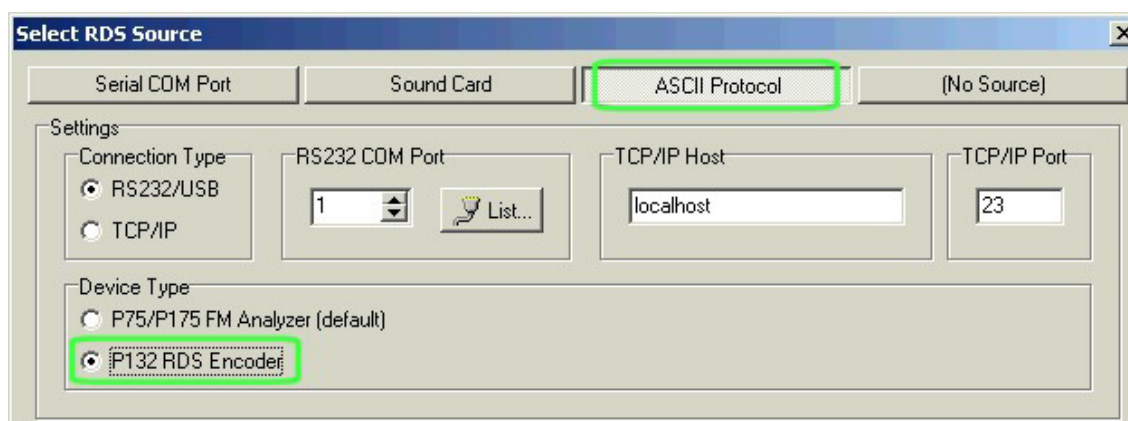 Select RDS Source
Serial COM Port Sound Card ASCII Protocol (No Source)
Settings
Connection Type RS232 COM Port TCP/IP Host TCP/IP Port
RS232/USB 1 List... localhost 23
TCP/IP
Device Type
P75/P175 FM Analyzer (default)
P132 RDS Encoder